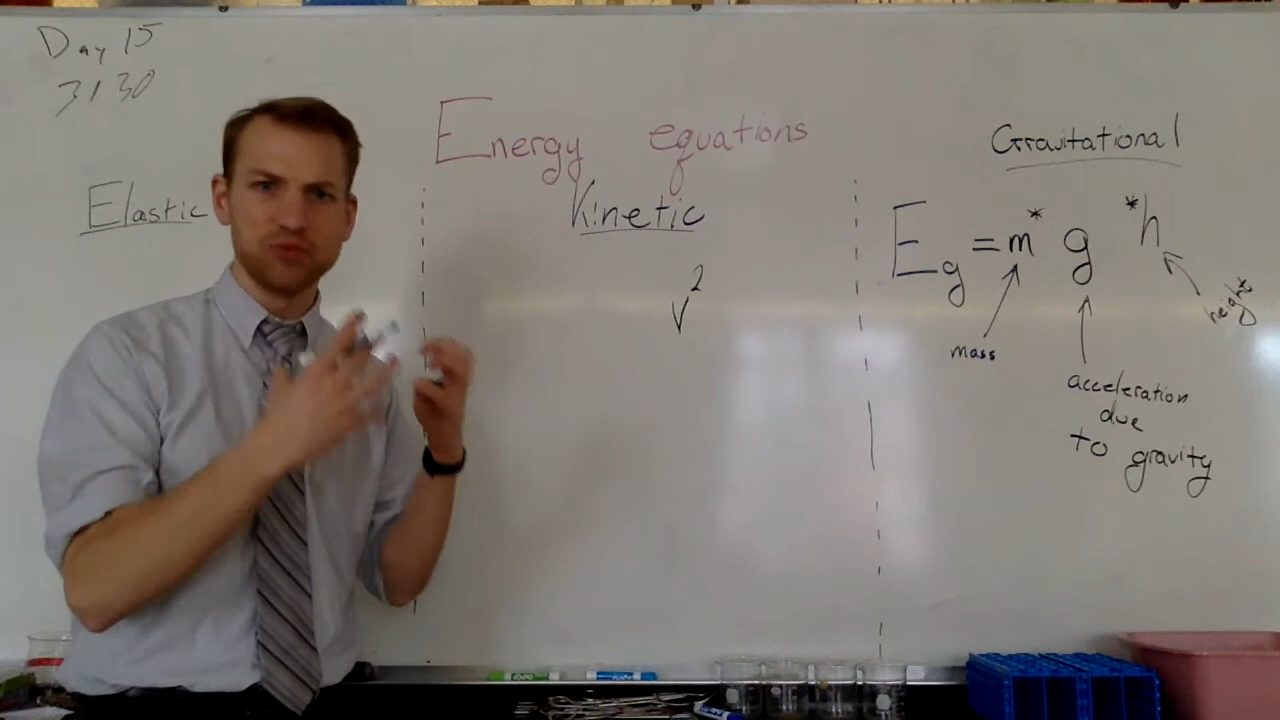 Day 15
3/30
Energy equations
Elastic
Kinetic
v²
Gravitational
Eg = m * g * h
mass
height
acceleration
due
to gravity